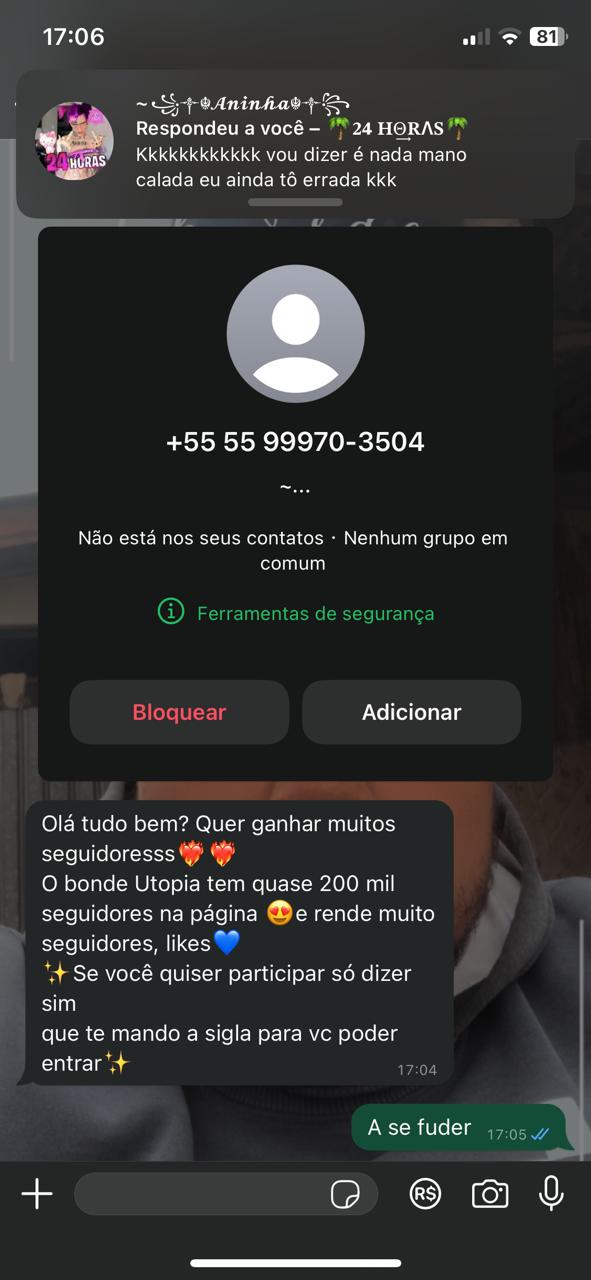 17:06
81
~꧁༒☬𝓐𝓷𝓲𝓷𝓱𝓪☬༒꧂
Respondeu a você – 🌴24 HΘRΛS🌴
Kkkkkkkkkkkk vou dizer é nada mano
calada eu ainda tô errada kkk
24 HORAS
+55 55 99970-3504
~...
Não está nos seus contatos · Nenhum grupo em
comum
Ferramentas de segurança
Bloquear
Adicionar
Olá tudo bem? Quer ganhar muitos
seguidoresss❤️‍🔥 ❤️‍🔥
O bonde Utopia tem quase 200 mil
seguidores na página 😍e rende muito
seguidores, likes💙
✨Se você quiser participar só dizer
sim
que te mando a sigla para vc poder
entrar✨
17:04
A se fuder
17:05
R$